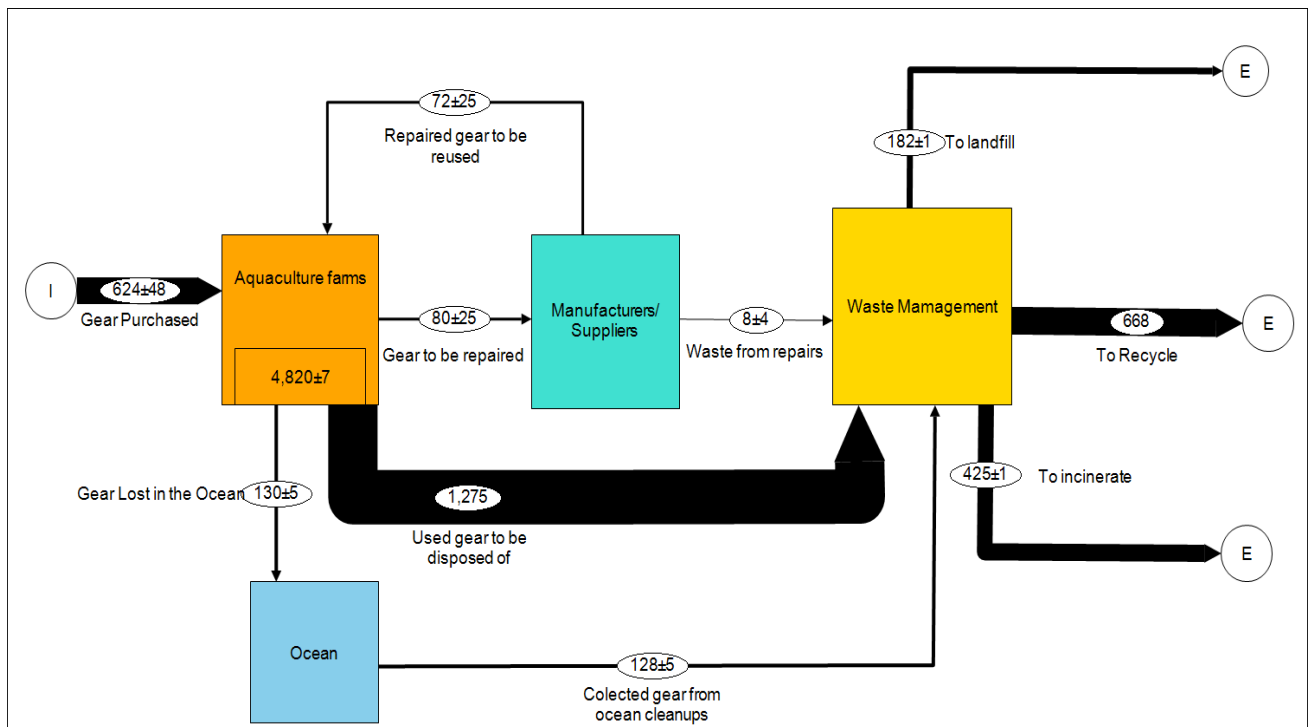 E
72±25
Repaired gear to be
reused
182±1
To landfill
I
624±48
Gear Purchased
Aquaculture farms
4,820±7
80±25
Gear to be repaired
Manufacturers/
Suppliers
8±4
Waste from repairs
Waste Mamagement
668
To Recycle
E
Gear Lost in the Ocean
130±5
1,275
Used gear to be
disposed of
425±1
To incinerate
E
Ocean
128±5
Colected gear from
ocean cleanups